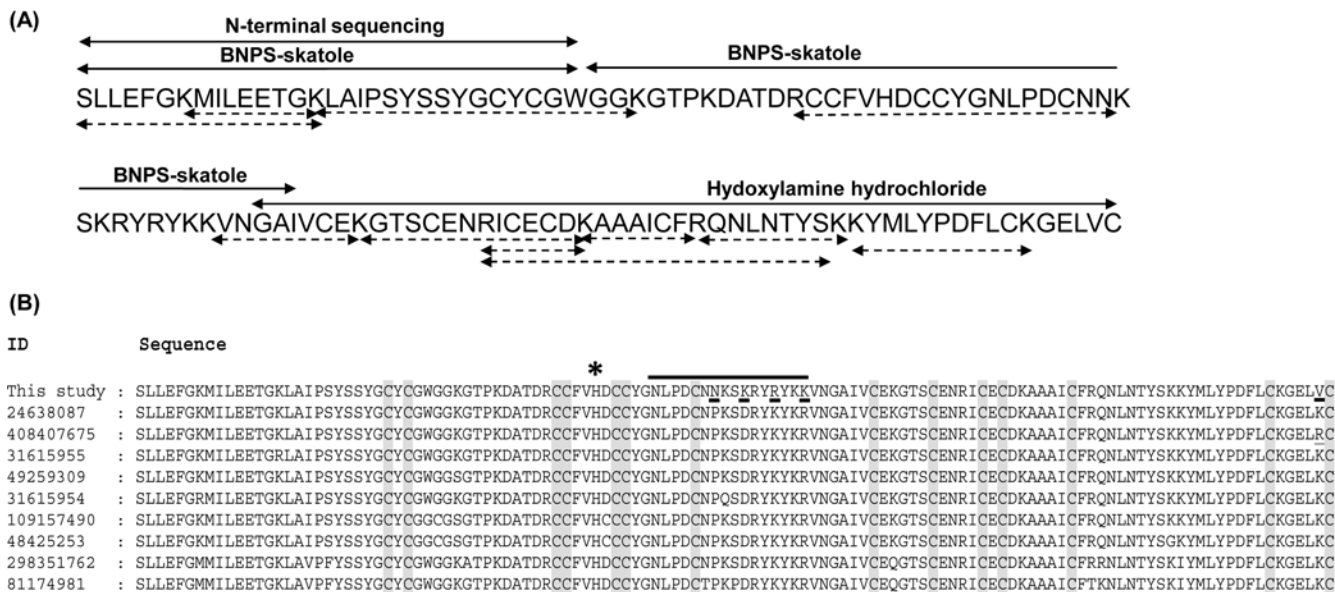 (A)
N-terminal sequencing
BNPS-skatole BNPS-skatole
SLLEFGKMILEETGKLAIPSYSSYGCYCGWGGKGTPKDATDRCCFVHDCCYGNLPDCNNK
BNPS-skatole Hydoxylamine hydrochloride
SKRYRYKKVNGAIVCEKGTSCENRICECDKAAAICFRQNLNTYSKKYMLYPDFLCKGELVC
(B)
ID Sequence
*
This study : SLLEFGKMILEETGKLAIPSYSSYGCYCGWGGKGTPKDATDRCCFVHDCCYGNLPDCNNKSKRYRYKKVNGAIVCEKGTSCENRICECDKAAAICFRQNLNTYSKKYMLYPDFLCKGELVC
24638087 : SLLEFGKMILEETGKLAIPSYSSYGCYCGWGGKGTPKDATDRCCFVHDCCYGNLPDCNPKSDRYKYKRVNGAIVCEKGTSCENRICECDKAAAICFRQNLNTYSKKYMLYPDFLCKGELKC
408407675 : SLLEFGKMILEETGKLAIPSYSSYGCYCGWGGKGTPKDATDRCCFVHDCCYGNLPDCNPKSDRYKYKRVNGAIVCEKGTSCENRICECDKAAAICFRQNLNTYSKKYMLYPDFLCKGELRC
31615955 : SLLEFGKMILEETGRLAIPSYSSYGCYCGWGGKGTPKDATDRCCFVHDCCYGNLPDCNPKSDRYKYKRVNGAIVCEKGTSCENRICECDKAAAICFRQNLNTYSKKYMLYPDFLCKGELKC
49259309 : SLLEFGKMILEETGKLAIPSYSSYGCYCGWGGSGTPKDATDRCCFVHDCCYGNLPDCNPKSDRYKYKRVNGAIVCEKGTSCENRICECDKAAAICFRQNLNTYSKKYMLYPDFLCKGELKC
31615954 : SLLEFGRMILEETGKLAIPSYSSYGCYCGWGGKGTPKDATDRCCFVHDCCYGNLPDCNPQSDRYKYKRVNGAIVCEKGTSCENRICECDKAAAICFRQNLNTYSKKYMLYPDFLCKGELKC
109157490 : SLLEFGKMILEETGKLAIPSYSSYGCYCGGCGSGTPKDATDRCCFVHCCCYGNLPDCNPKSDRYKYKRVNGAIVCEKGTSCENRICECDKAAAICFRQNLNTYSKKYMLYPDFLCKGELKC
48425253 : SLLEFGKMILEETGKLAIPSYSSYGCYCGWGCSGTPKDATDRCCFVHCCCYGNLPDCNPKSDRYKYKRVNGAIVCEKGTSCENRICECDKAAAICFRQNLNTYSGKYMLYPDFLCKGELKC
298351762 : SLLEFGMMILEETGKLAVPFYSSYGCYCGWGGKATPKDATDRCCFVHDCCYGNLPDCNPKSDRYKYKRVNGAIVCEQGTSCENRICECDKAAAICFRRNLNTYSKIYMLYPDFLCKGELKC
81174981 : SLLEFGMMILEETGKLAVPFYSSYGCYCGWGGKGTPKDATDRCCFVHDCCYGNLPDCTPKPDRYKYKRVNGAIVCEQGTSCENRICECDKAAAICFTKNLNTYSKIYMLYPDFLCKGELKC